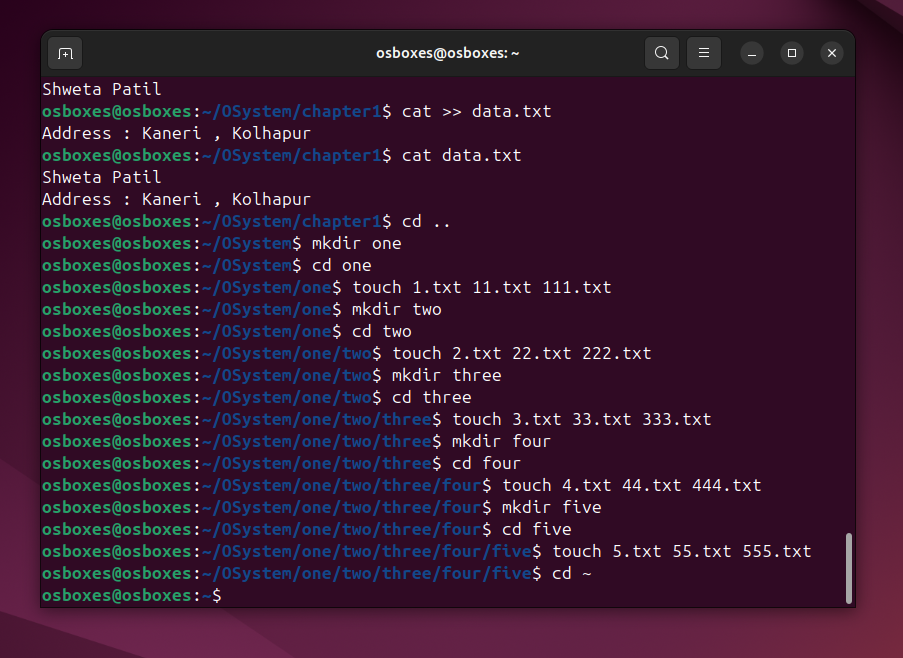 osboxes@osboxes: ~
Shweta Patil
osboxes@osboxes:~/OSystem/chapter1$ cat >> data.txt
Address : Kaneri , Kolhapur
osboxes@osboxes:~/OSystem/chapter1$ cat data.txt
Shweta Patil
Address : Kaneri , Kolhapur
osboxes@osboxes:~/OSystem/chapter1$ cd ..
osboxes@osboxes:~/OSystem$ mkdir one
osboxes@osboxes:~/OSystem$ cd one
osboxes@osboxes:~/OSystem/one$ touch 1.txt 11.txt 111.txt
osboxes@osboxes:~/OSystem/one$ mkdir two
osboxes@osboxes:~/OSystem/one$ cd two
osboxes@osboxes:~/OSystem/one/two$ touch 2.txt 22.txt 222.txt
osboxes@osboxes:~/OSystem/one/two$ mkdir three
osboxes@osboxes:~/OSystem/one/two$ cd three
osboxes@osboxes:~/OSystem/one/two/three$ touch 3.txt 33.txt 333.txt
osboxes@osboxes:~/OSystem/one/two/three$ mkdir four
osboxes@osboxes:~/OSystem/one/two/three$ cd four
osboxes@osboxes:~/OSystem/one/two/three/four$ touch 4.txt 44.txt 444.txt
osboxes@osboxes:~/OSystem/one/two/three/four$ mkdir five
osboxes@osboxes:~/OSystem/one/two/three/four$ cd five
osboxes@osboxes:~/OSystem/one/two/three/four/five$ touch 5.txt 55.txt 555.txt
osboxes@osboxes:~/OSystem/one/two/three/four/five$ cd ~
osboxes@osboxes:~$